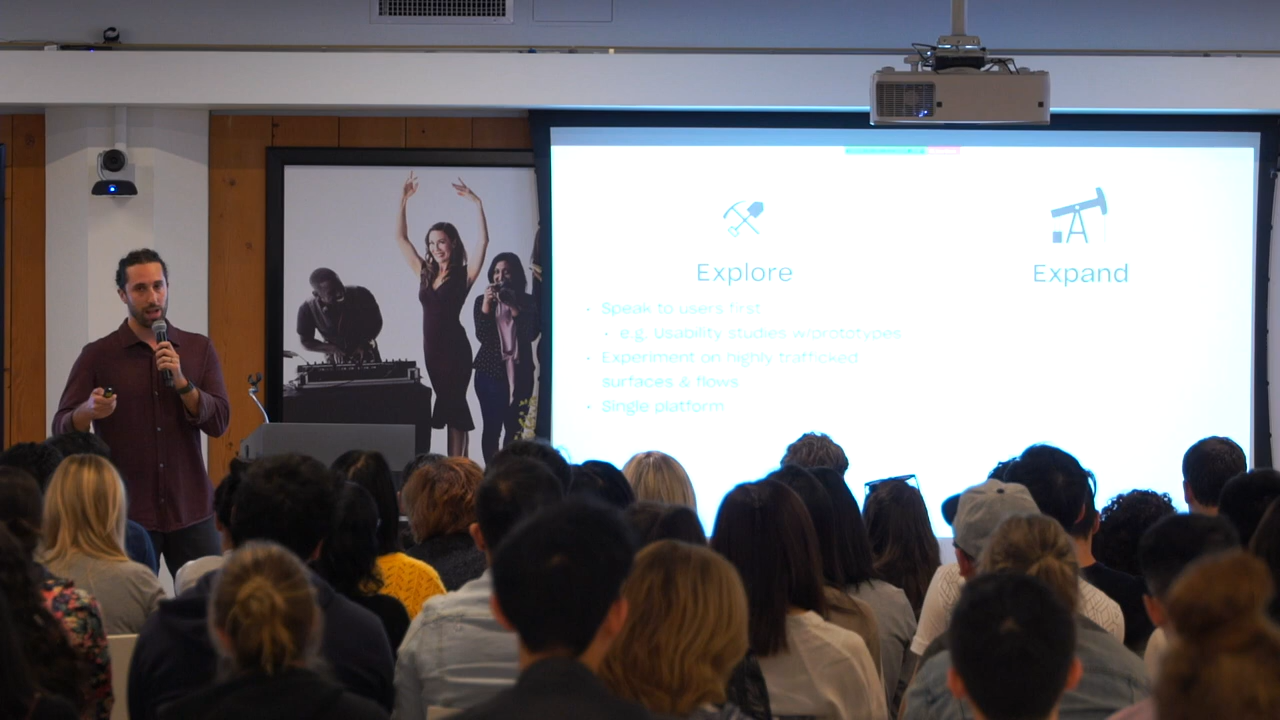 Explore
Expand
Speak to users first
e.g. Usability studies w/prototypes
Experiment on highly trafficked
surfaces & flows
Single platform